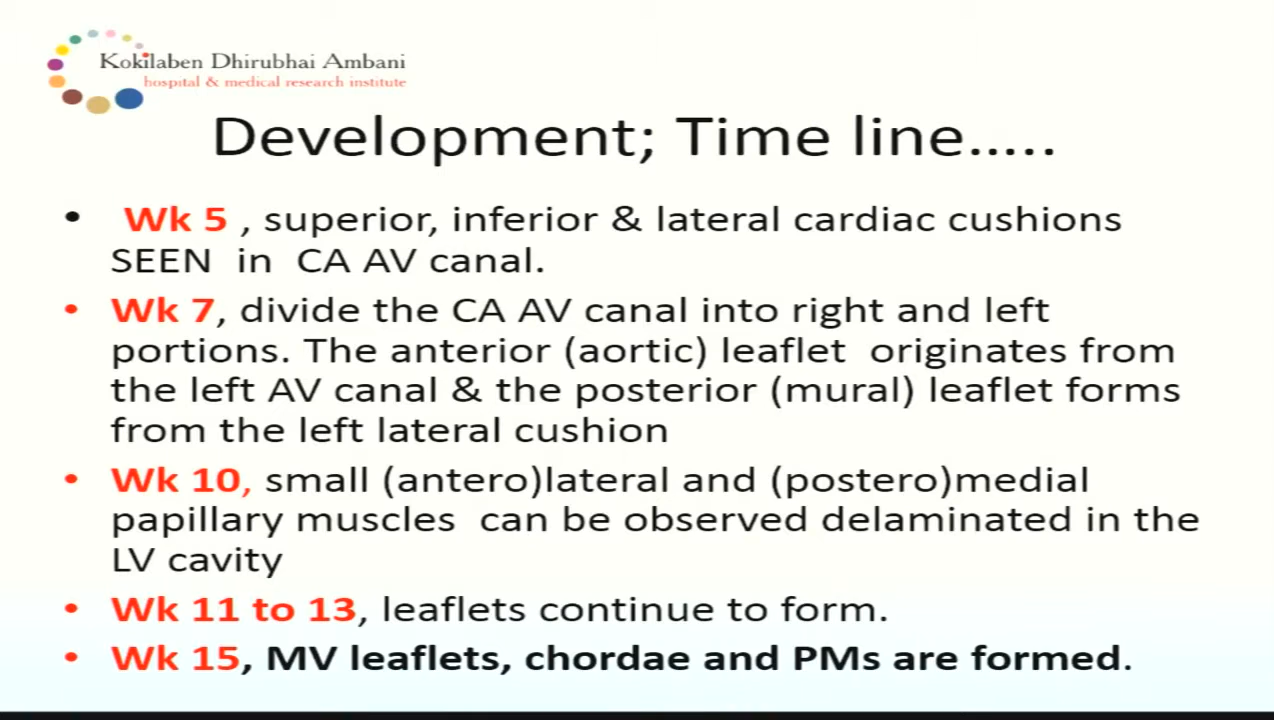 Kokilaben Dhirubhai Ambani
hospital & medical research institute
Development; Time line.....
• Wk 5 , superior, inferior & lateral cardiac cushions
SEEN in CA AV canal.
• Wk 7, divide the CA AV canal into right and left
portions. The anterior (aortic) leaflet originates from
the left AV canal & the posterior (mural) leaflet forms
from the left lateral cushion
• Wk 10, small (antero)lateral and (postero)medial
papillary muscles can be observed delaminated in the
LV cavity
• Wk 11 to 13, leaflets continue to form.
• Wk 15, MV leaflets, chordae and PMs are formed.